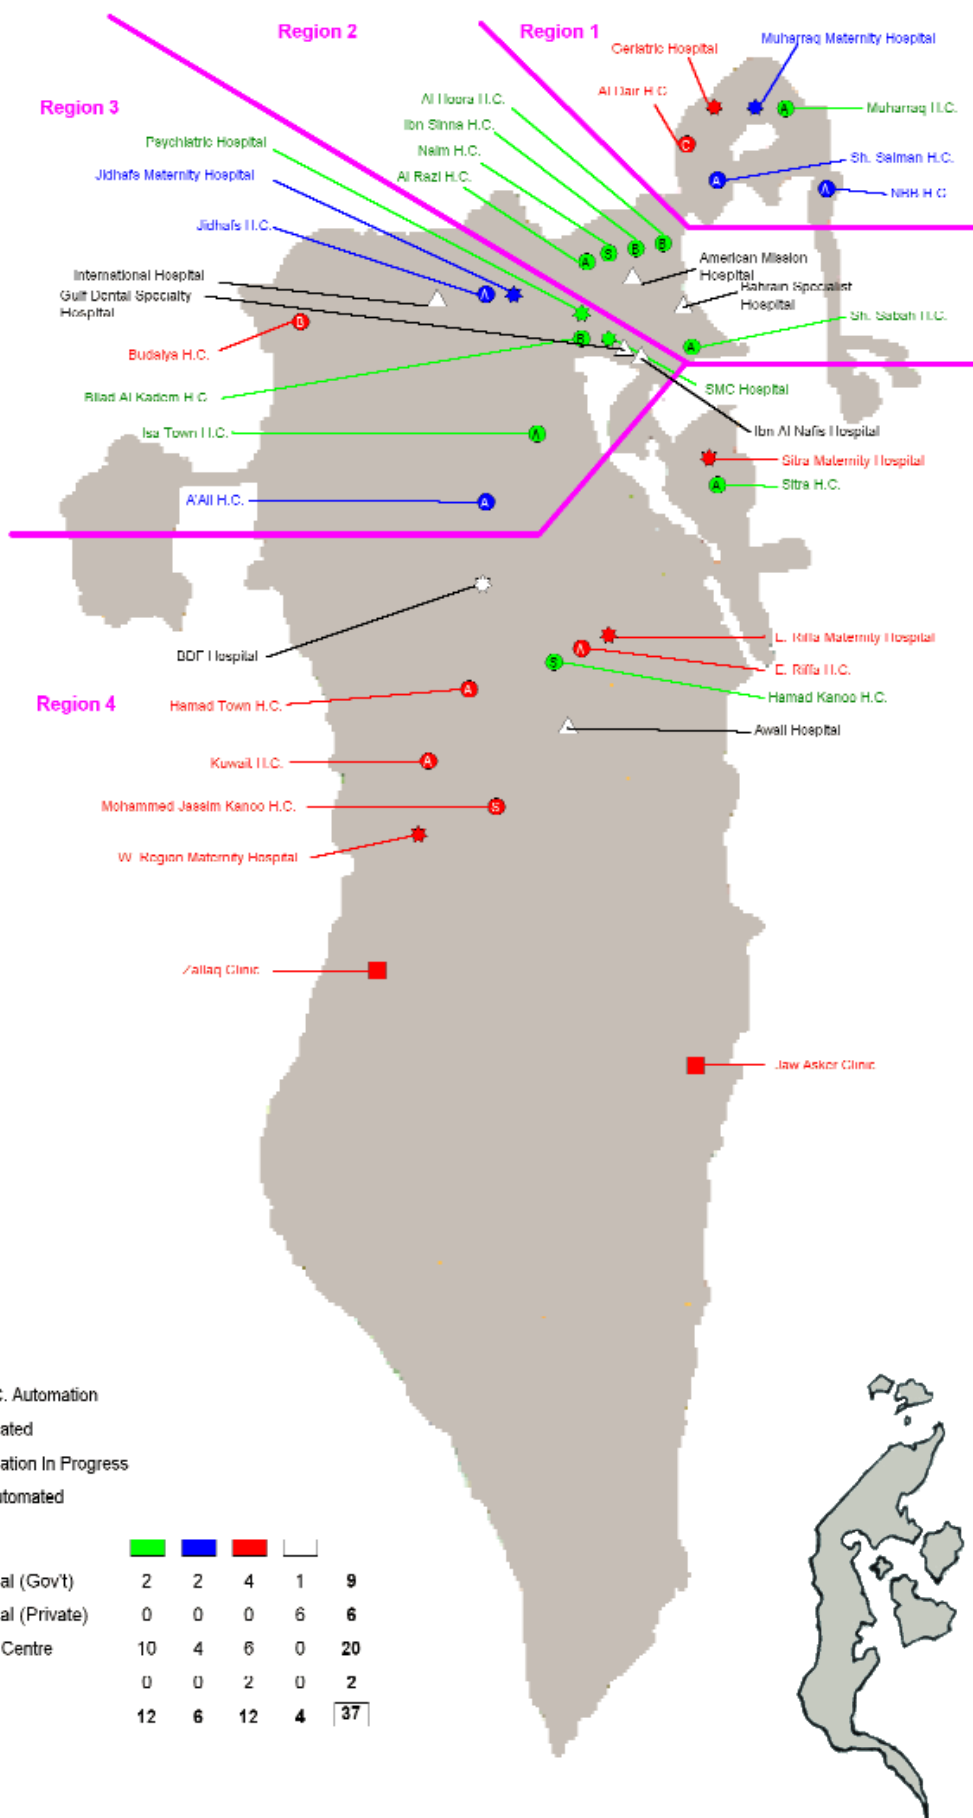 Region 2
Region 1
Geriatric Hospital
Muharraq Maternity Hospital
Region 3
Al Dair H.C
Al Hoora H.C.
Muharraq H.C.
Ibn Sinna H.C.
Psychiatric Hospital
Naim H.C.
Sh. Salman H.C.
Jidhafs Maternity Hospital
Al Razi H.C.
NBB H.C
Jidhafs H.C.
International Hospital
American Mission
Hospital
Gulf Dental Specialty
Hospital
Bahrain Specialist
Hospital
Sh. Sabah H.C.
Budaiya H.C.
SMC Hospital
Bilad Al Kadem H.C
Isa Town H.C.
Ibn Al Nafis Hospital
Sitra Maternity Hospital
Sitra H.C.
A'Ali H.C.
BDF Hospital
E. Riffa Maternity Hospital
E. Riffa H.C.
Region 4
Hamad Kanoo H.C.
Hamad Town H.C.
Awali Hospital
Kuwait H.C.
Mohammed Jassim Kanoo H.C.
W. Region Maternity Hospital
Zallaq Clinic
Jaw Asker Clinic
C. Automation
ated
ation In Progress
utomated
al (Gov't) 2 2 4 1 9
al (Private) 0 0 0 6 6
Centre 10 4 6 0 20
0 0 2 0 2
12 6 12 4 37